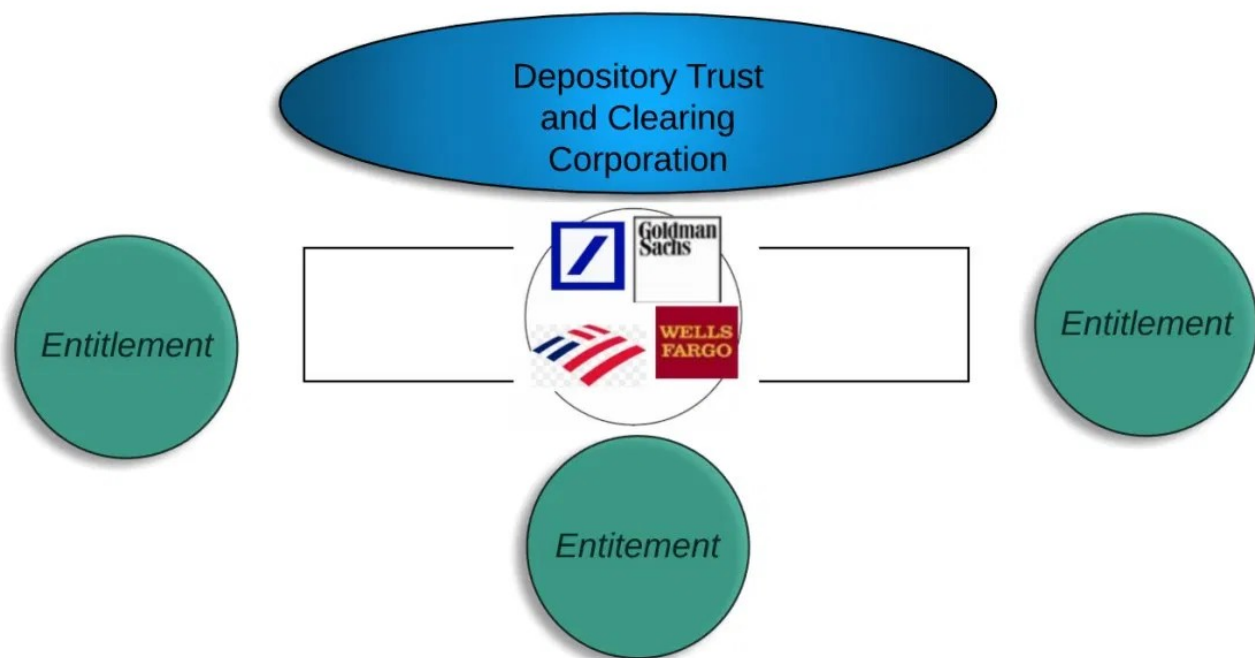 Depository Trust
and Clearing
Corporation
Goldman
Sachs
WELLS
FARGO
Entitlement
Entitlement
Entitement